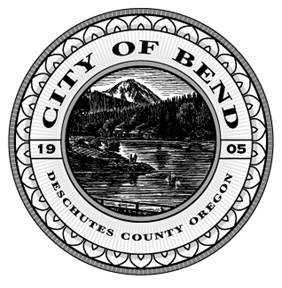 CITY OF BEND
19 05
DESCHUTES COUNTY OREGON